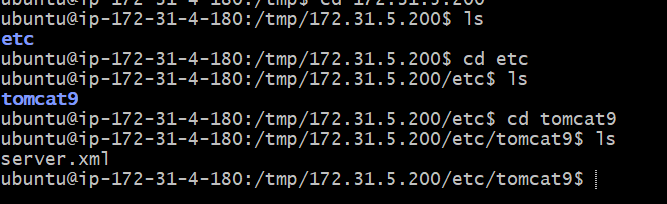 ubuntu@ip-172-31-4-180:/tmp$ cd 172.31.5.200
ubuntu@ip-172-31-4-180:/tmp/172.31.5.200$ ls
etc
ubuntu@ip-172-31-4-180:/tmp/172.31.5.200$ cd etc
ubuntu@ip-172-31-4-180:/tmp/172.31.5.200/etc$ ls
tomcat9
ubuntu@ip-172-31-4-180:/tmp/172.31.5.200/etc$ cd tomcat9
ubuntu@ip-172-31-4-180:/tmp/172.31.5.200/etc/tomcat9$ ls
server.xml
ubuntu@ip-172-31-4-180:/tmp/172.31.5.200/etc/tomcat9$